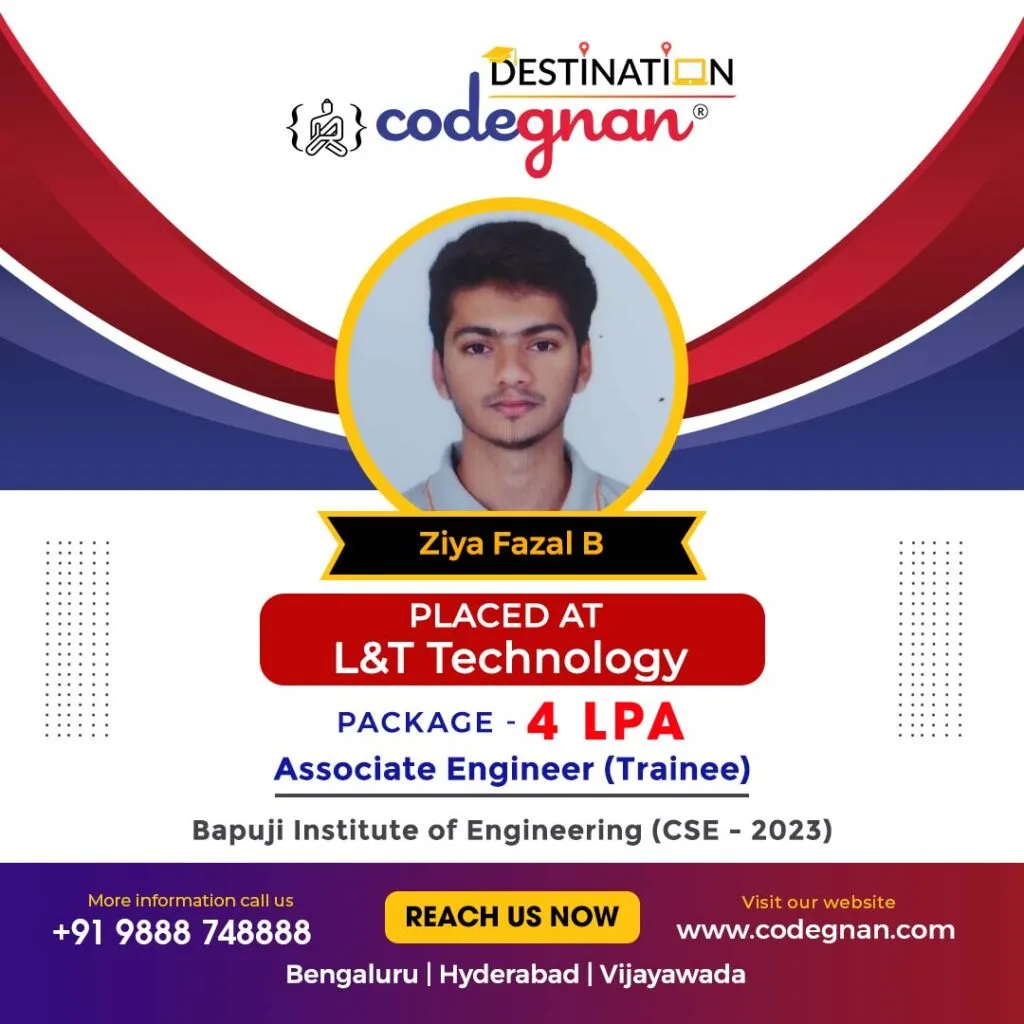 DESTINATION
codegnan®
Ziya Fazal B
PLACED AT
L&T Technology
PACKAGE - 4 LPA
Associate Engineer (Trainee)
Bapuji Institute of Engineering (CSE - 2023)
More information call us
+91 9888 748888
REACH US NOW
Visit our website
www.codegnan.com
Bengaluru | Hyderabad | Vijayawada